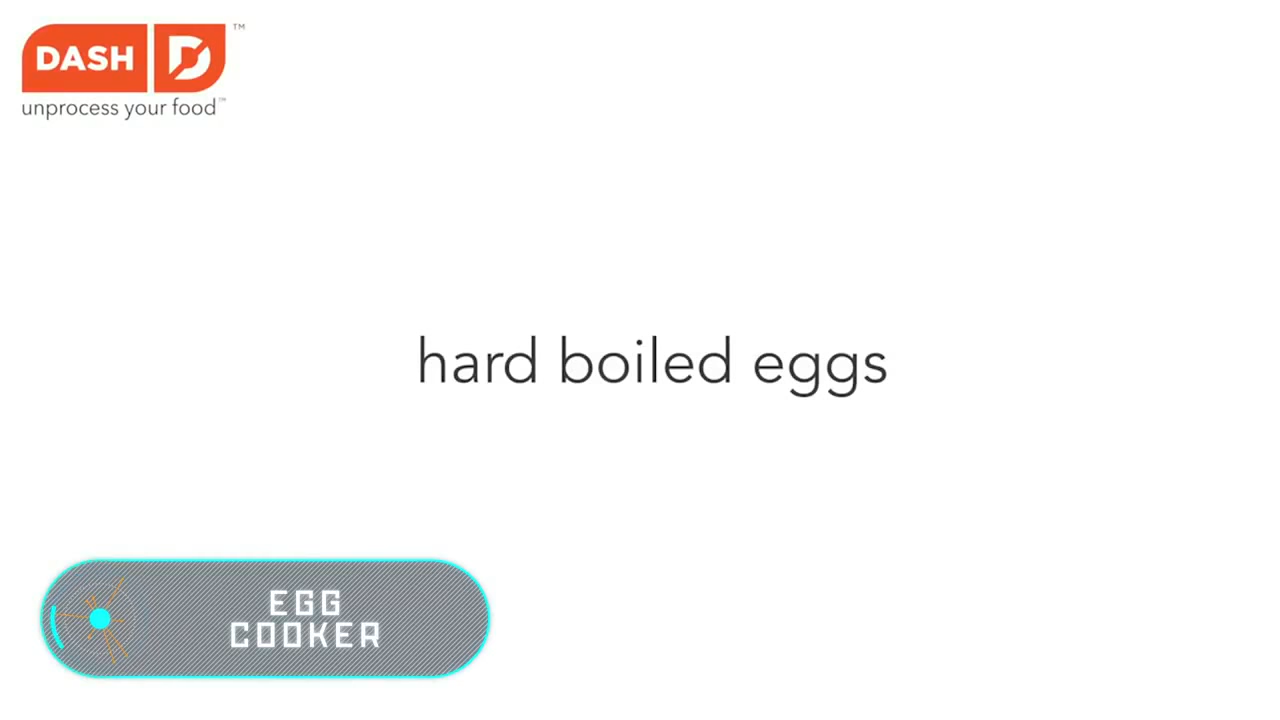 DASH D ™
unprocess your food™
hard boiled eggs
EGG
COOKER